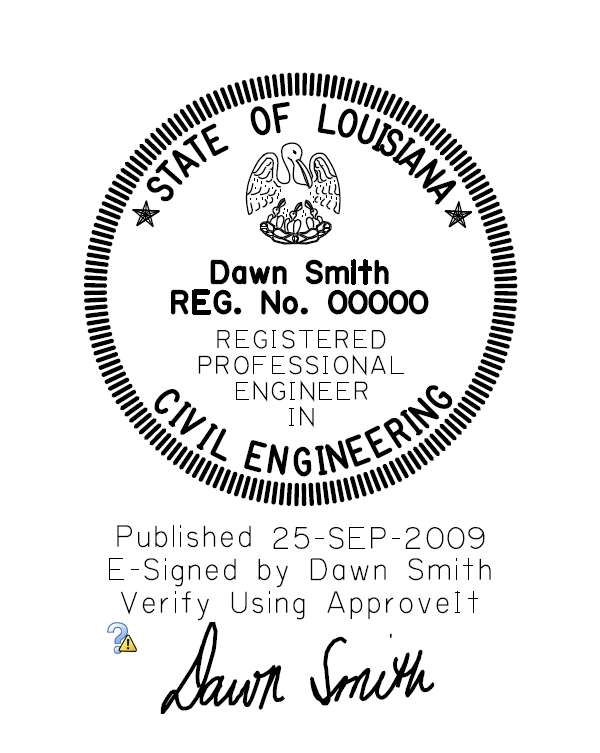 STATE OF LOUISIANA
Dawn Smith
REG. No. 00000
REGISTERED
PROFESSIONAL
ENGINEER
IN
CIVIL ENGINEERING
Published 25-SEP-2009
E-Signed by Dawn Smith
Verify Using ApproveIt
?
Dawn Smith